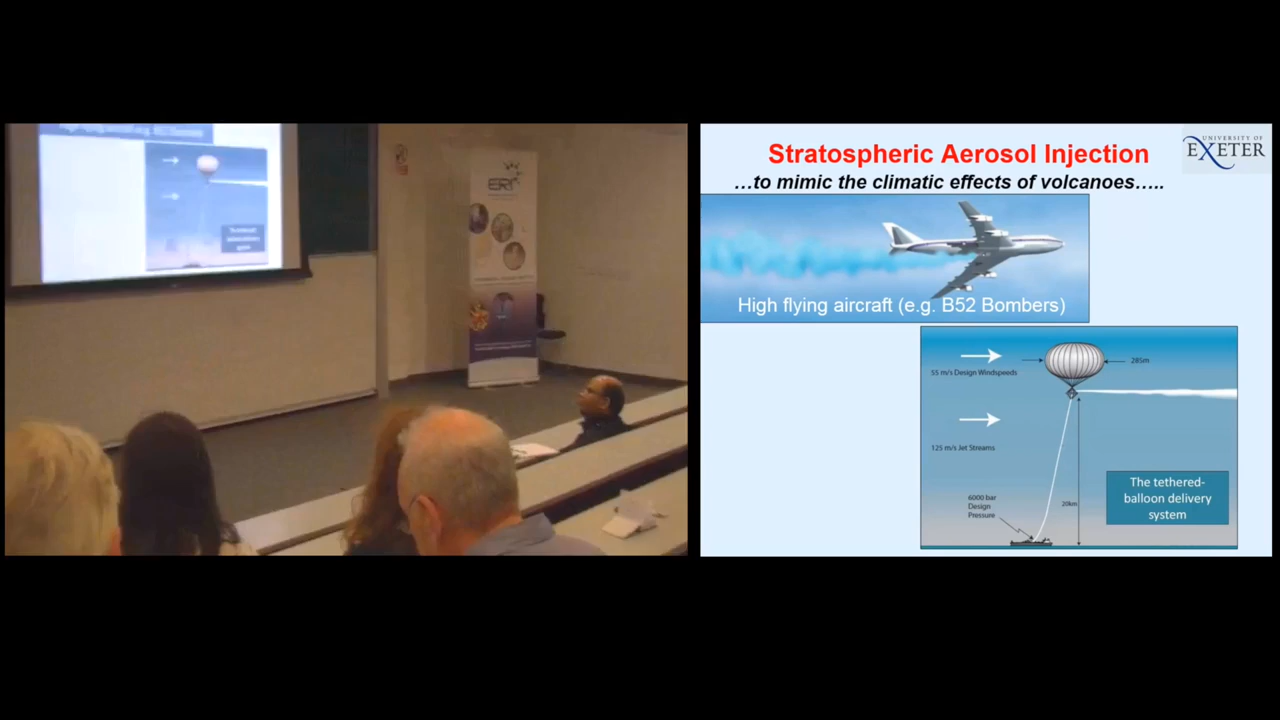 ERI
Stratospheric Aerosol Injection
…to mimic the climatic effects of volcanoes…..
UNIVERSITY OF
EXETER
High flying aircraft (e.g. B52 Bombers)
285m
55 m/s Design Windspeeds
125 m/s Jet Streams
6000 bar
Design
Pressure
20km
The tethered-
balloon delivery
system